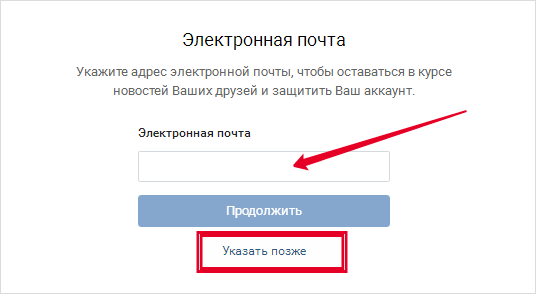 Электронная почта
Укажите адрес электронной почты, чтобы оставаться в курсе
новостей Ваших друзей и защитить Ваш аккаунт.
Электронная почта
Продолжить
Указать позже